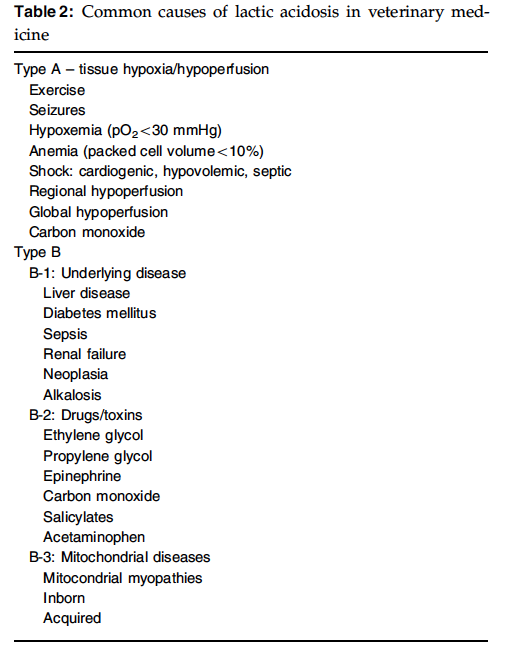 Table 2: Common causes of lactic acidosis in veterinary med-
icine
Type A – tissue hypoxia/hypoperfusion
Exercise
Seizures
Hypoxemia (pO₂<30 mmHg)
Anemia (packed cell volume<10%)
Shock: cardiogenic, hypovolemic, septic
Regional hypoperfusion
Global hypoperfusion
Carbon monoxide
Type B
B-1: Underlying disease
Liver disease
Diabetes mellitus
Sepsis
Renal failure
Neoplasia
Alkalosis
B-2: Drugs/toxins
Ethylene glycol
Propylene glycol
Epinephrine
Carbon monoxide
Salicylates
Acetaminophen
B-3: Mitochondrial diseases
Mitocondrial myopathies
Inborn
Acquired